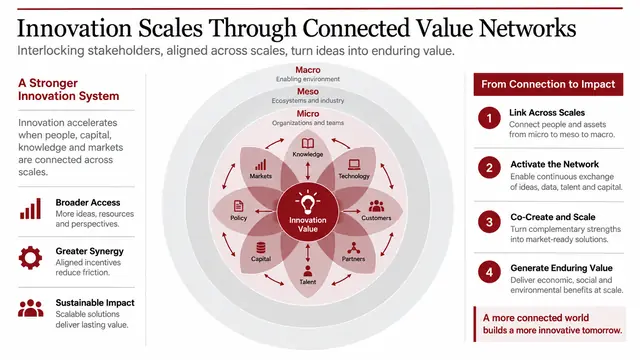 Innovation Scales Through Connected Value Networks
Interlocking stakeholders, aligned across scales, turn ideas into enduring value.
A Stronger
Innovation System
Innovation accelerates
when people, capital,
knowledge and markets
are connected across
scales.
Broader Access
More ideas, resources
and perspectives.
Greater Synergy
Aligned incentives
reduce friction.
Sustainable Impact
Scalable solutions
deliver lasting value.
Macro
Enabling environment
Meso
Ecosystems and industry
Micro
Organizations and teams
Knowledge
Markets
Technology
Policy
Innovation
Value
Customers
Capital
Partners
Talent
From Connection to Impact
1
Link Across Scales
Connect people and assets
from micro to meso to macro.
2
Activate the Network
Enable continuous exchange
of ideas, data, talent and capital.
3
Co-Create and Scale
Turn complementary strengths
into market-ready solutions.
4
Generate Enduring Value
Deliver economic, social and
environmental benefits at scale.
A more connected world
builds a more innovative tomorrow.